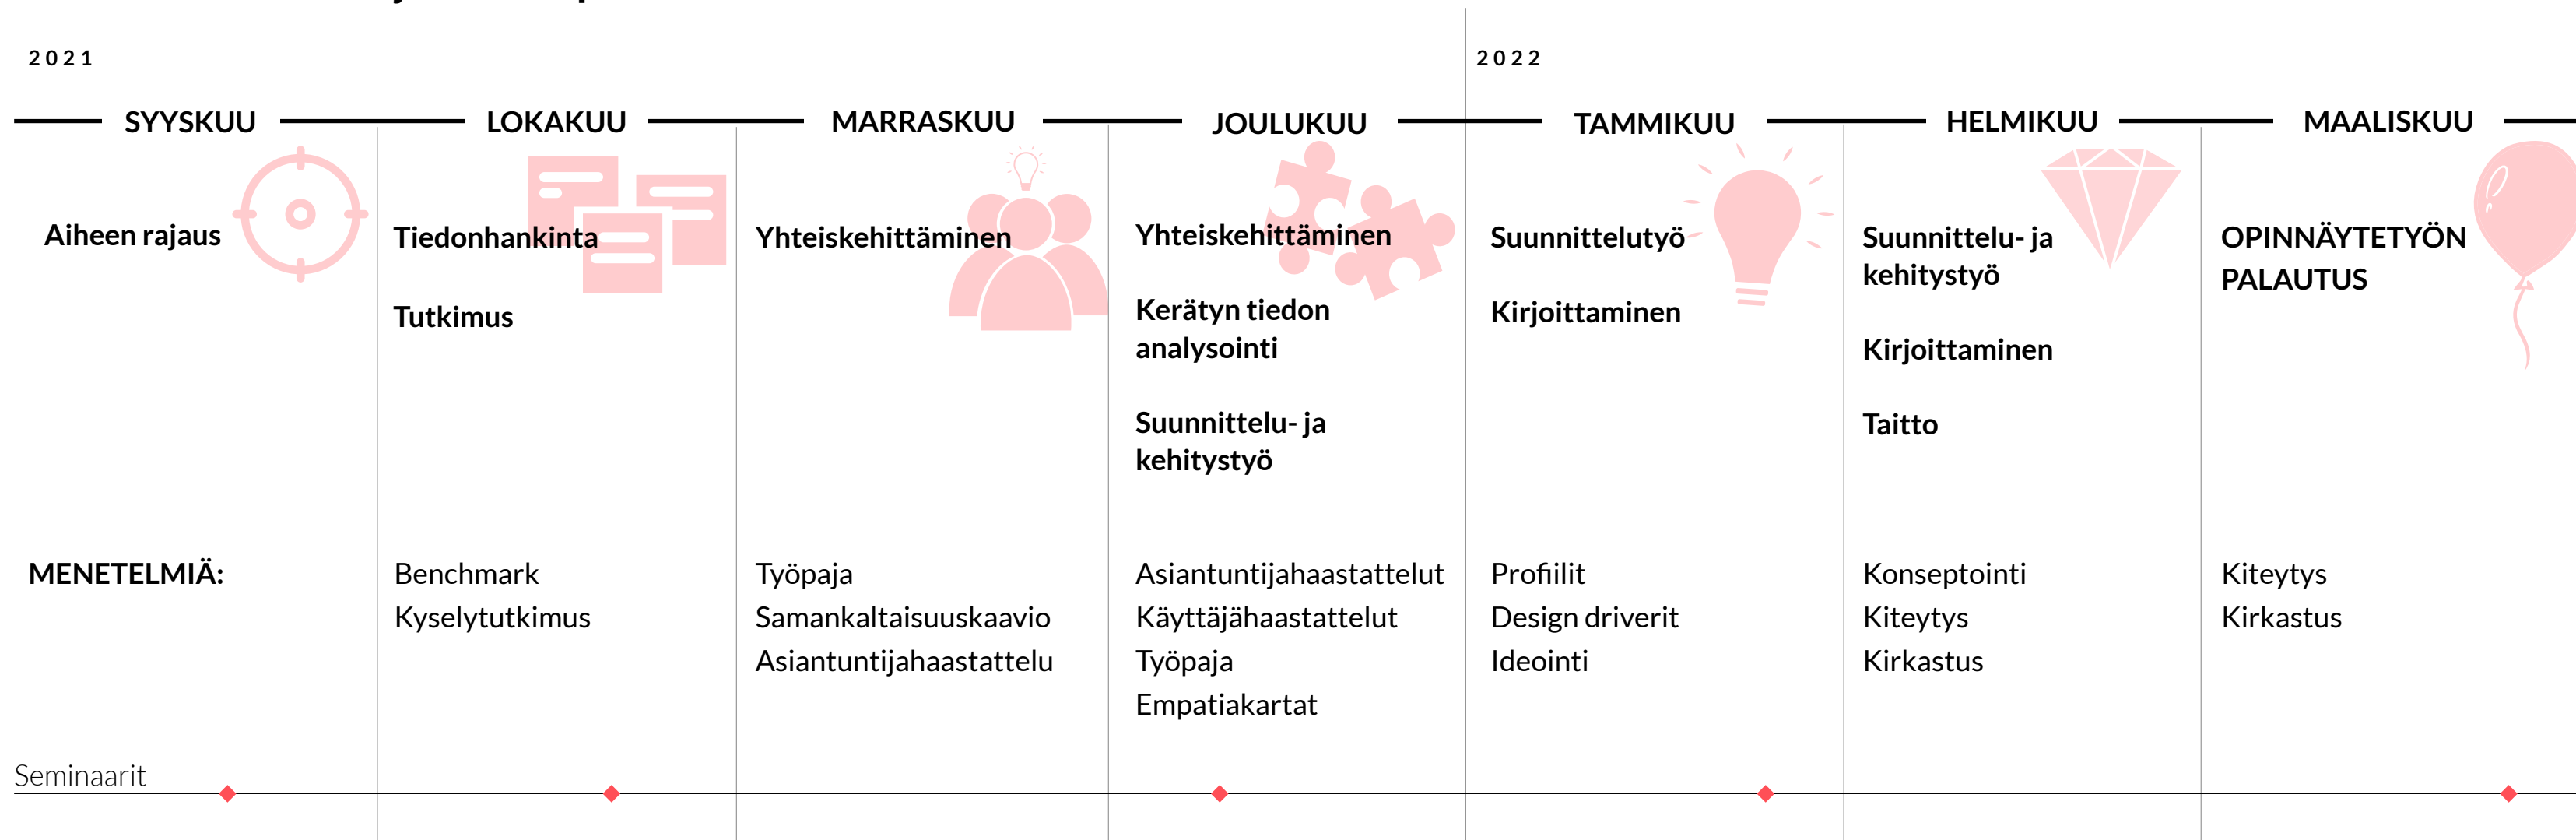 2021
2022
SYYSKUU
LOKAKUU
MARRASKUU
JOULUKUU
TAMMIKUU
HELMIKUU
MAALISKUU
Aiheen rajaus
Tiedonhankinta
Tutkimus
Yhteiskehittäminen
Yhteiskehittäminen
Kerätyn tiedon
analysointi
Suunnittelu- ja
kehitystyö
Suunnittelutyö
Kirjoittaminen
Suunnittelu- ja
kehitystyö
Kirjoittaminen
Taitto
OPINNÄYTETYÖN
PALAUTUS
MENETELMIÄ:
Benchmark
Kyselytutkimus
Työpaja
Samankaltaisuuskaavio
Asiantuntijahaastattelu
Asiantuntijahaastattelut
Käyttäjähaastattelut
Työpaja
Empatiakartat
Profiilit
Design driverit
Ideointi
Konseptointi
Kiteytys
Kirkastus
Kiteytys
Kirkastus
Seminaarit